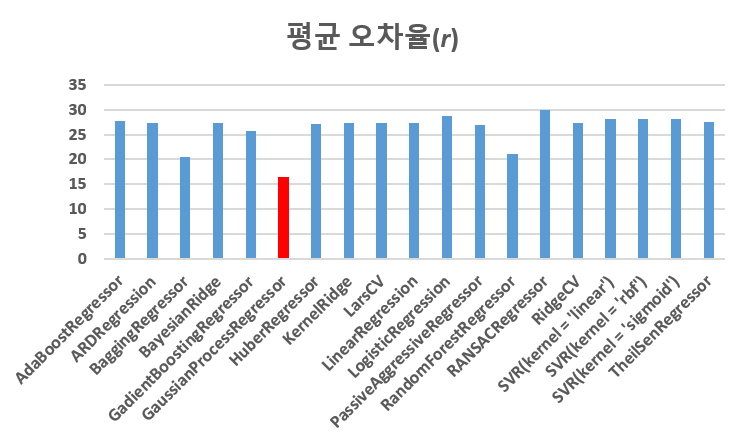 평균 오차율(r)
35
30
25
20
15
10
5
0
AdaBoostRegressor
ARDRegression
BaggingRegressor
BayesianRidge
GadientBoostingRegressor
GaussianProcessRegressor
HuberRegressor
KernelRidge
LarsCV
LinearRegression
LogisticRegression
PassiveAggressiveRegressor
RandomForestRegressor
RANSACRegressor
RidgeCV
SVR(kernel = 'linear')
SVR(kernel = 'rbf')
SVR(kernel = 'sigmoid')
TheilSenRegressor